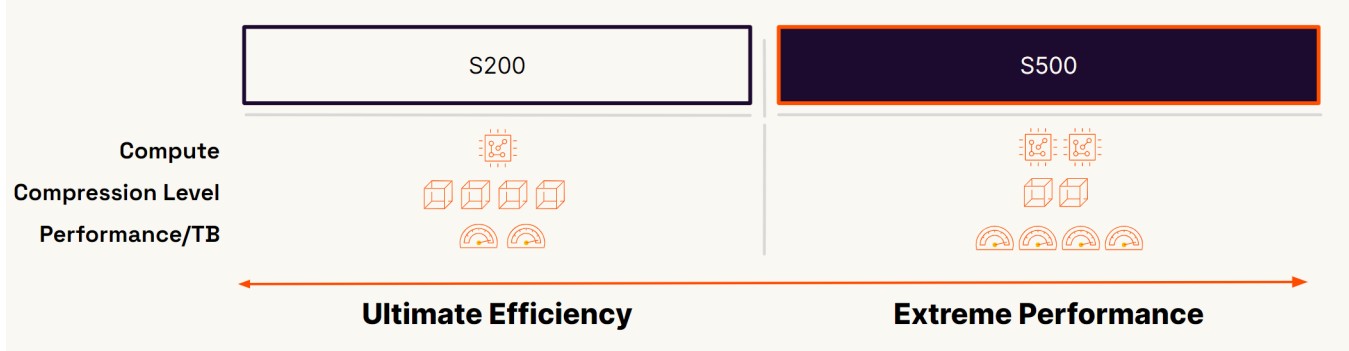 S200
S500
Compute
Compression Level
Performance/TB
Ultimate Efficiency
Extreme Performance